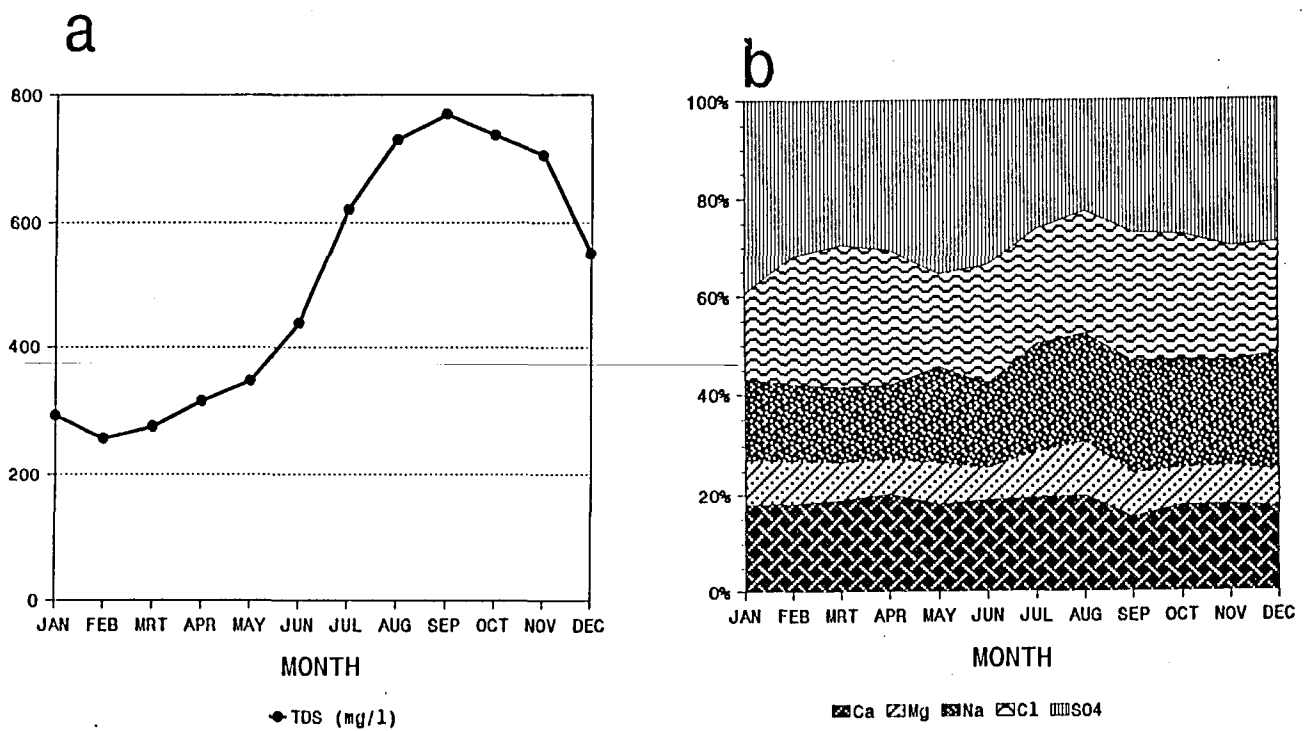 a
800
600
400
200
0
JAN FEB MRT APR MAY JUN JUL AUG SEP OCT NOV DEC
MONTH
TDS (mg/l)
b
100%
80%
60%
40%
20%
0%
JAN FEB MRT APR MAY JUN JUL AUG SEP OCT NOV DEC
MONTH
Ca Mg Na Cl SO4